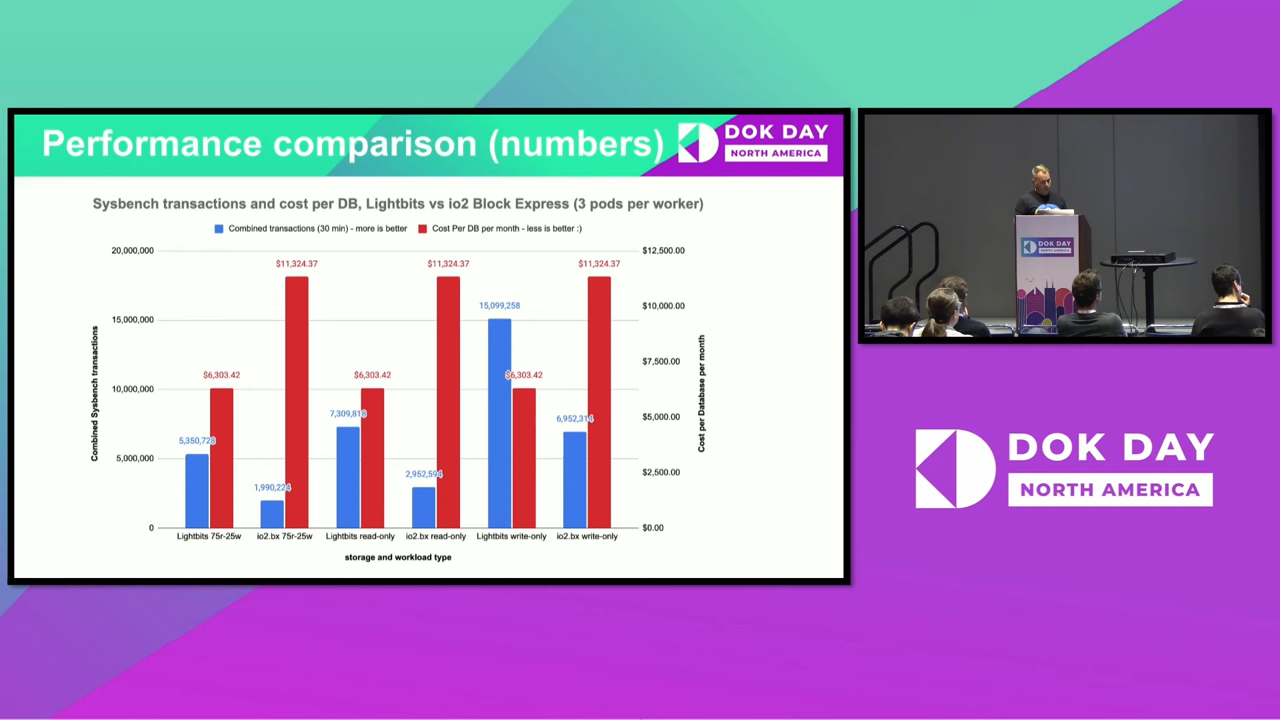 Performance comparison (numbers)
DOK DAY
NORTH AMERICA
Sysbench transactions and cost per DB, Lightbits vs io2 Block Express (3 pods per worker)
Combined transactions (30 min) - more is better
Cost Per DB per month - less is better :)
Combined Sysbench transactions
20,000,000
15,000,000
10,000,000
5,000,000
0
5,350,728
$6,303.42
1,990,224
$11,324.37
7,309,818
$6,303.42
2,952,594
$11,324.37
15,099,258
$6,303.42
6,952,314
$11,324.37
$12,500.00
$10,000.00
$7,500.00
$5,000.00
$2,500.00
$0.00
Cost per Database per month
Lightbits 75r-25w
io2.bx 75r-25w
Lightbits read-only
io2.bx read-only
Lightbits write-only
io2.bx write-only
storage and workload type
DOK DAY
NORTH AMERICA
DOK DAY
NORTH AMERICA